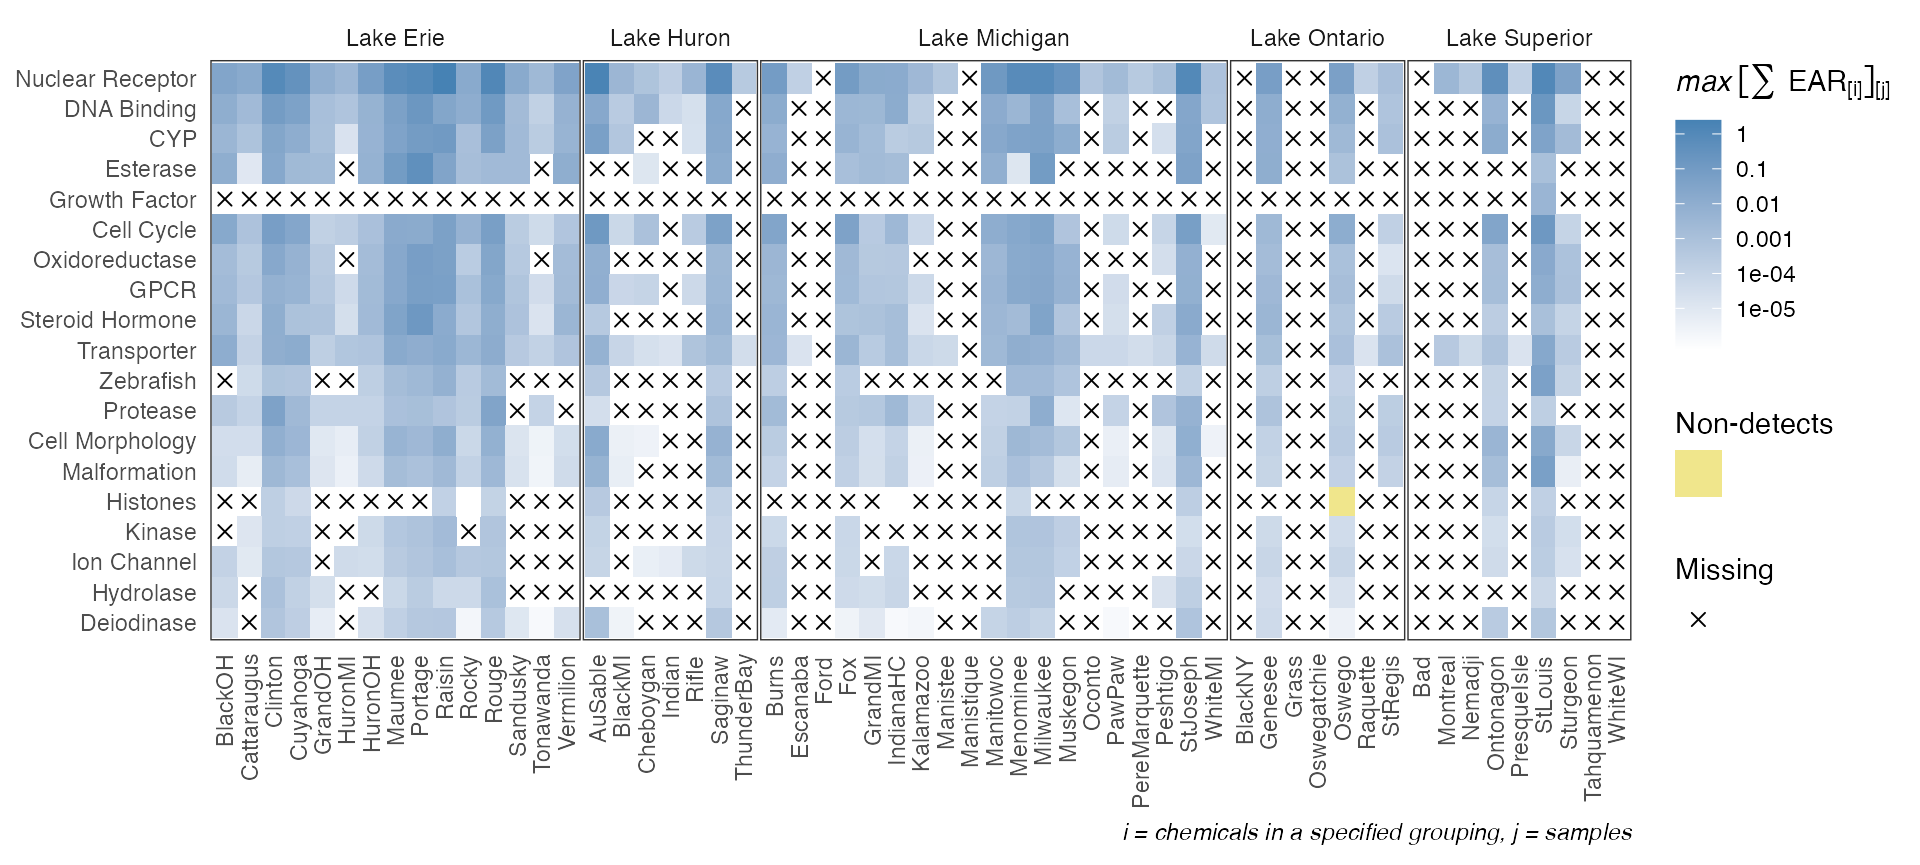 Lake Erie Lake Huron Lake Michigan Lake Ontario Lake Superior
Nuclear Receptor
DNA Binding
CYP
Esterase
Growth Factor
Cell Cycle
Oxidoreductase
GPCR
Steroid Hormone
Transporter
Zebrafish
Protease
Cell Morphology
Malformation
Histones
Kinase
Ion Channel
Hydrolase
Deiodinase
BlackOH
Cattaraugus
Clinton
Cuyahoga
GrandOH
HuronMI
HuronOH
Maumee
Portage
Raisin
Rocky
Rouge
Sandusky
Tonawanda
Vermilion
AuSable
BlackMI
Cheboygan
Indian
Rifle
Saginaw
ThunderBay
Burns
Escanaba
Ford
Fox
GrandMI
IndianaHC
Kalamazoo
Manistee
Manistique
Manitowoc
Menominee
Milwaukee
Muskegon
Oconto
PawPaw
PereMarquette
Peshtigo
StJoseph
WhiteMI
BlackNY
Genesee
Grass
Oswegatchie
Oswego
Raquette
StRegis
Bad
Montreal
Nemadji
Ontonagon
PresqueIsle
StLouis
Sturgeon
Tahquamenon
WhiteWI
max [∑ EAR[i]][j]
1
0.1
0.01
0.001
1e-04
1e-05
Non-detects
Missing
i = chemicals in a specified grouping, j = samples